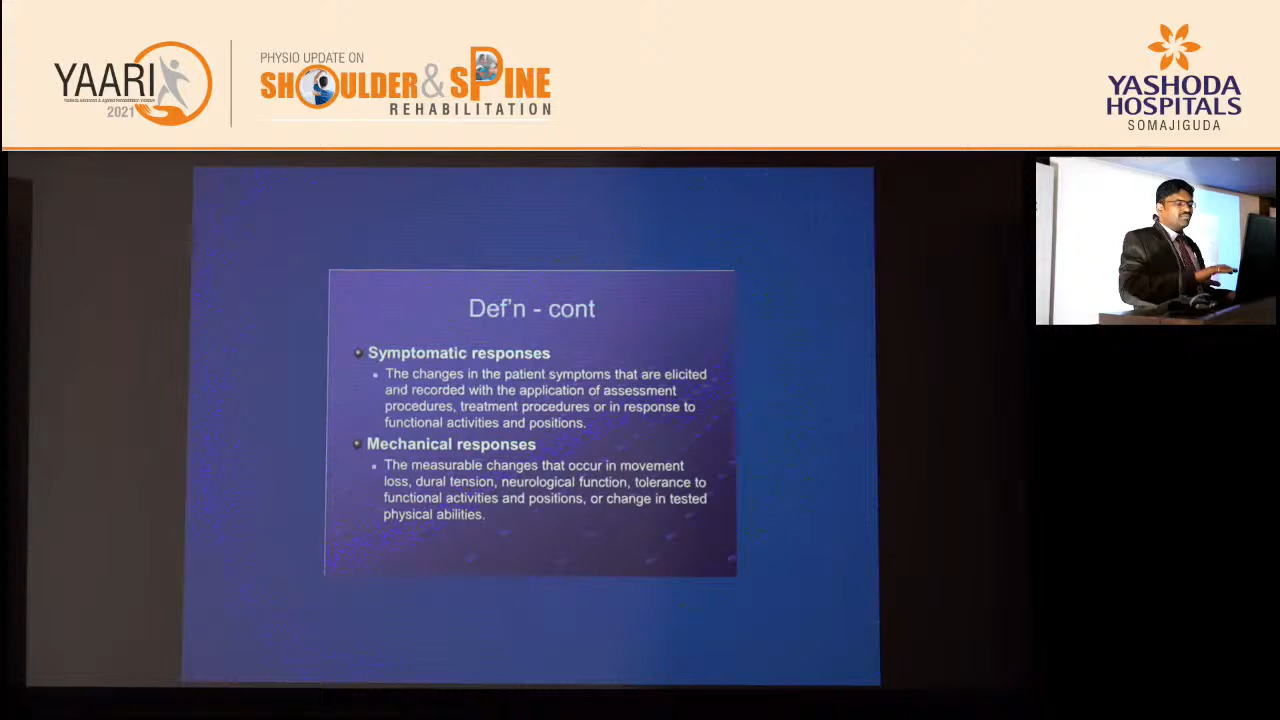 YAARI
2021
PHYSIO UPDATE ON
SHOULDER & SPINE
REHABILITATION
YASHODA
HOSPITALS
SOMAJIGUDA
Def'n - cont
Symptomatic responses
The changes in the patient symptoms that are elicited
and recorded with the application of assessment
procedures, treatment procedures or in response to
functional activities and positions.
Mechanical responses
The measurable changes that occur in movement
loss, dural tension, neurological function, tolerance to
functional activities and positions, or change in tested
physical abilities.